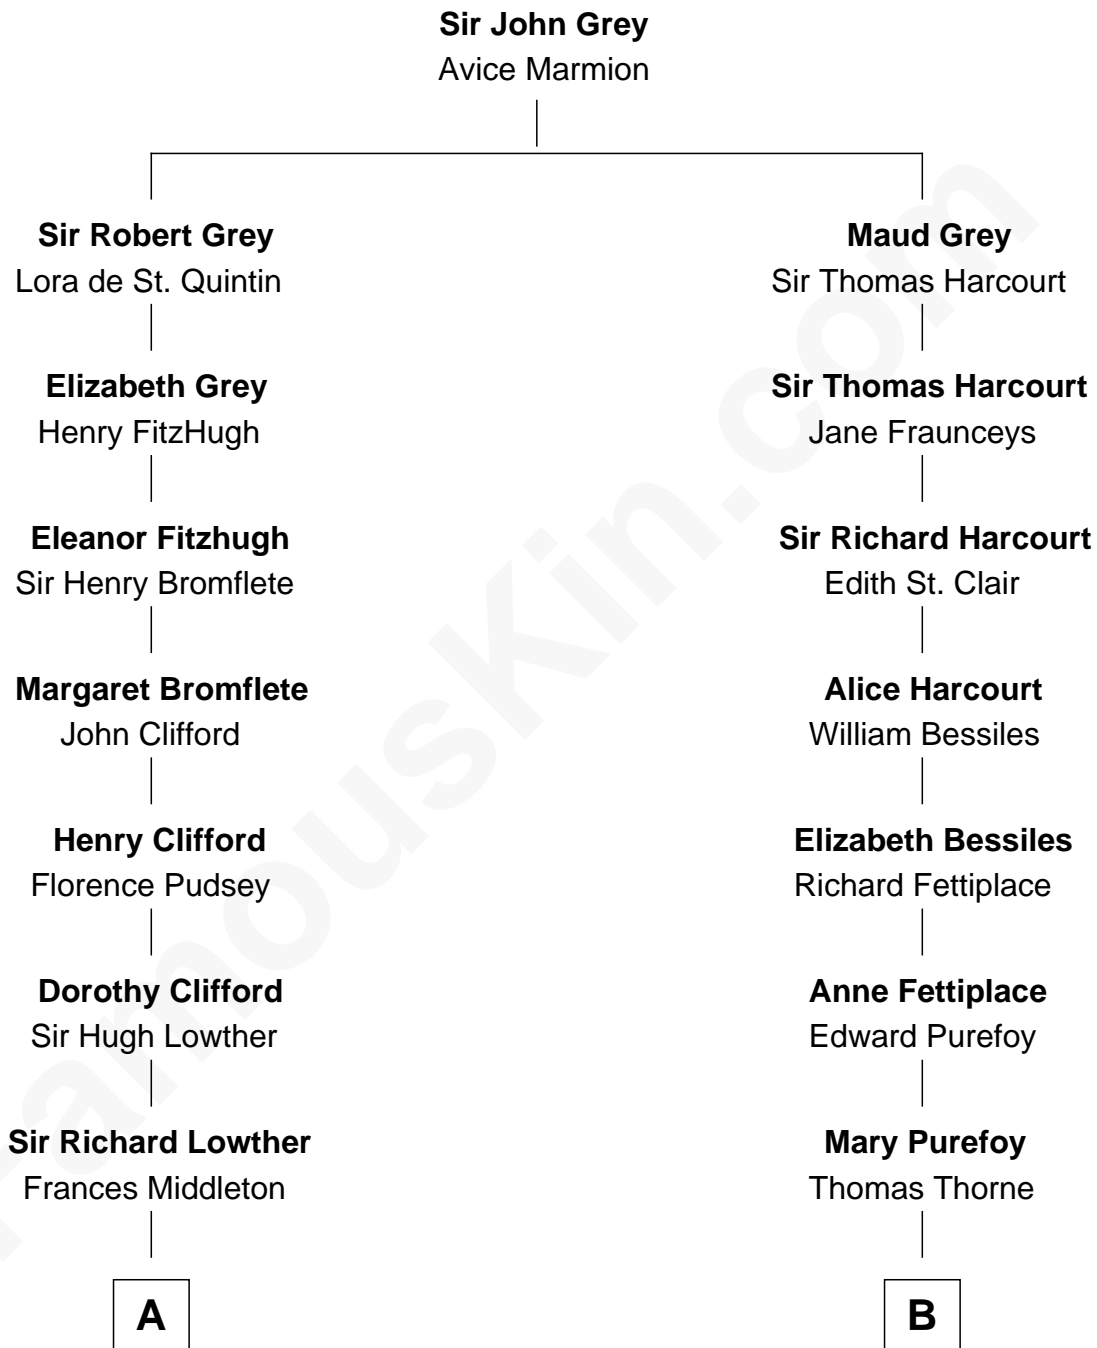 Sir John Grey
Avice Marmion
Sir Robert Grey
Lora de St. Quintin
Maud Grey
Sir Thomas Harcourt
Elizabeth Grey
Henry FitzHugh
Sir Thomas Harcourt
Jane Fraunceys
Eleanor Fitzhugh
Sir Henry Bromflete
Sir Richard Harcourt
Edith St. Clair
Margaret Bromflete
John Clifford
Alice Harcourt
William Bessiles
Henry Clifford
Florence Pudsey
Elizabeth Bessiles
Richard Fettiplace
Dorothy Clifford
Sir Hugh Lowther
Anne Fettiplace
Edward Purefoy
Sir Richard Lowther
Frances Middleton
Mary Purefoy
Thomas Thorne
A
B
FamousKin.com